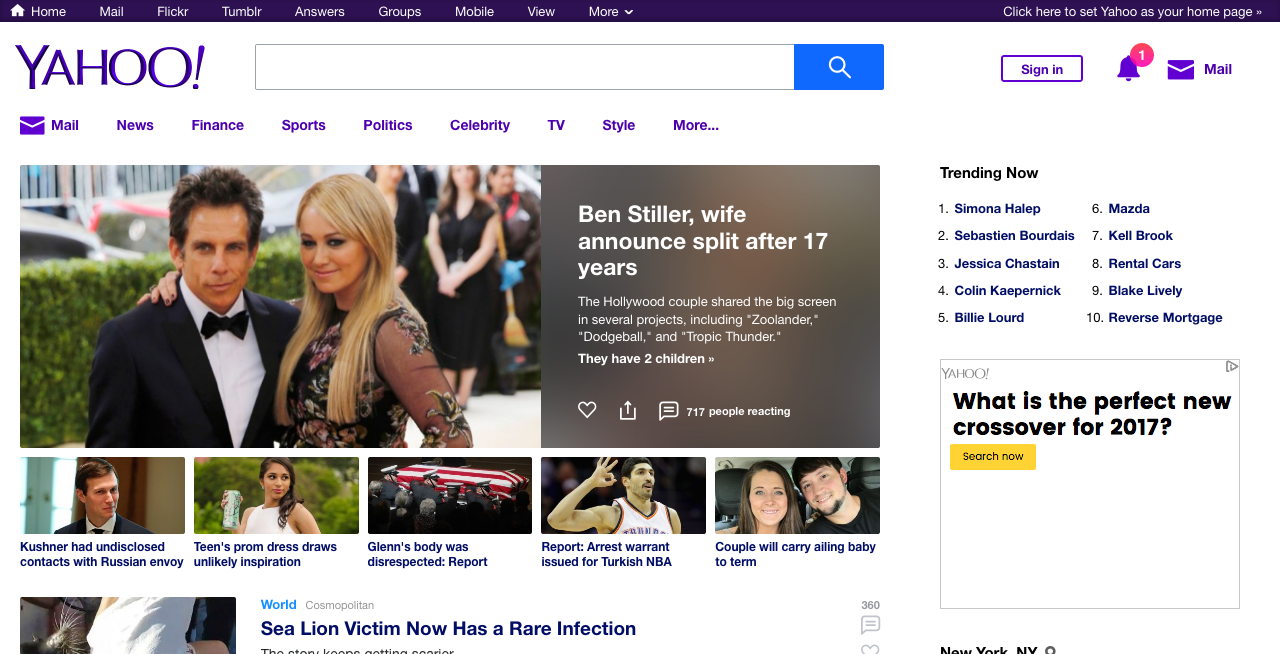 Home Mail Flickr Tumblr Answers Groups Mobile View More Click here to set Yahoo as your home page »
YAHOO!
Sign in
1
Mail
Mail News Finance Sports Politics Celebrity TV Style More...
Ben Stiller, wife
announce split after 17
years
The Hollywood couple shared the big screen
in several projects, including "Zoolander,"
"Dodgeball," and "Tropic Thunder."
They have 2 children »
717 people reacting
Kushner had undisclosed
contacts with Russian envoy
Teen's prom dress draws
unlikely inspiration
Glenn's body was
disrespected: Report
Report: Arrest warrant
issued for Turkish NBA
Couple will carry ailing baby
to term
World Cosmopolitan
360
Sea Lion Victim Now Has a Rare Infection
The story keeps getting scarier.
Trending Now
1. Simona Halep
2. Sebastien Bourdais
3. Jessica Chastain
4. Colin Kaepernick
5. Billie Lourd
6. Mazda
7. Kell Brook
8. Rental Cars
9. Blake Lively
10. Reverse Mortgage
YAHOO!
What is the perfect new
crossover for 2017?
Search now
New York, NY